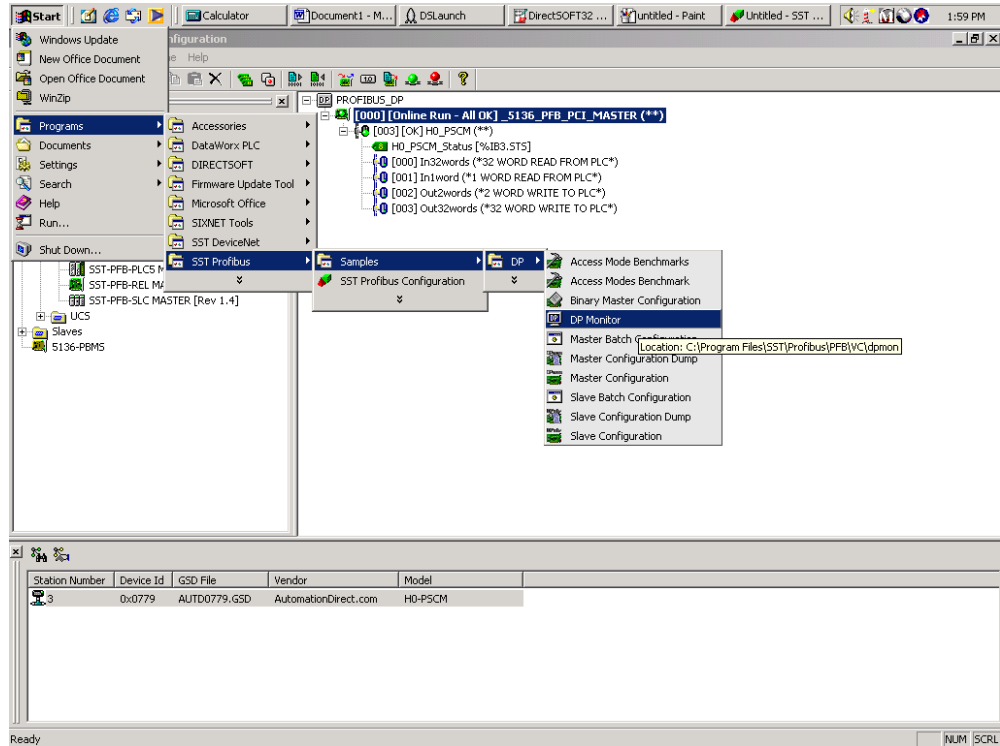 Start
Calculator
Document1 - M...
DSLaunch
DirectSOFT32 ...
untitled - Paint
Untitled - SST ...
1:59 PM
Windows Update
New Office Document
Open Office Document
WinZip
Programs
Documents
Settings
Search
Help
Run...
Shut Down...
nfiguration
Help
Accessories
DataWorx PLC
DIRECTSOFT
Firmware Update Tool
Microsoft Office
SIXNET Tools
SST DeviceNet
SST Profibus
Samples
SST Profibus Configuration
DP
Access Mode Benchmarks
Access Modes Benchmark
Binary Master Configuration
DP Monitor
Master Batch Configuration
Location: C:\Program Files\SST\Profibus\PFB\VC\dpmon
Master Configuration Dump
Master Configuration
Slave Batch Configuration
Slave Configuration Dump
Slave Configuration
PROFIBUS_DP
[000] [Online Run - All OK] _5136_PFB_PCI_MASTER (**)
[003] [OK] H0_PSCM (**)
H0_PSCM_Status [%IB3.STS]
[000] In32words (*32 WORD READ FROM PLC*)
[001] In1word (*1 WORD READ FROM PLC*)
[002] Out2words (*2 WORD WRITE TO PLC*)
[003] Out32words (*32 WORD WRITE TO PLC*)
SST-PFB-PLC5 M
SST-PFB-REL MA
SST-PFB-SLC MASTER [Rev 1.4]
UCS
Slaves
5136-PBMS
Station Number Device Id GSD File Vendor Model
3 0x0779 AUTD0779.GSD AutomationDirect.com H0-PSCM
Ready
NUM SCRL